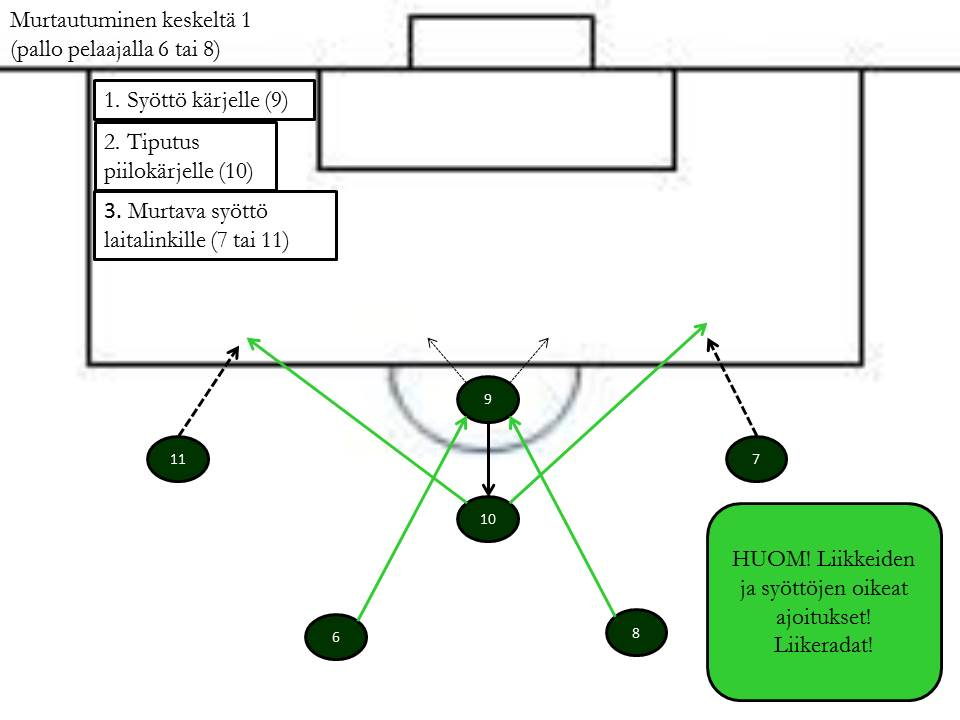 Murtautuminen keskeltä 1
(pallo pelaajalla 6 tai 8)
1. Syöttö kärjelle (9)
2. Tiputus
piilokärjelle (10)
3. Murtava syöttö
laitalinkille (7 tai 11)
9
11
7
10
6
8
HUOM! Liikkeiden
ja syöttöjen oikeat
ajoitukset!
Liikeradat!